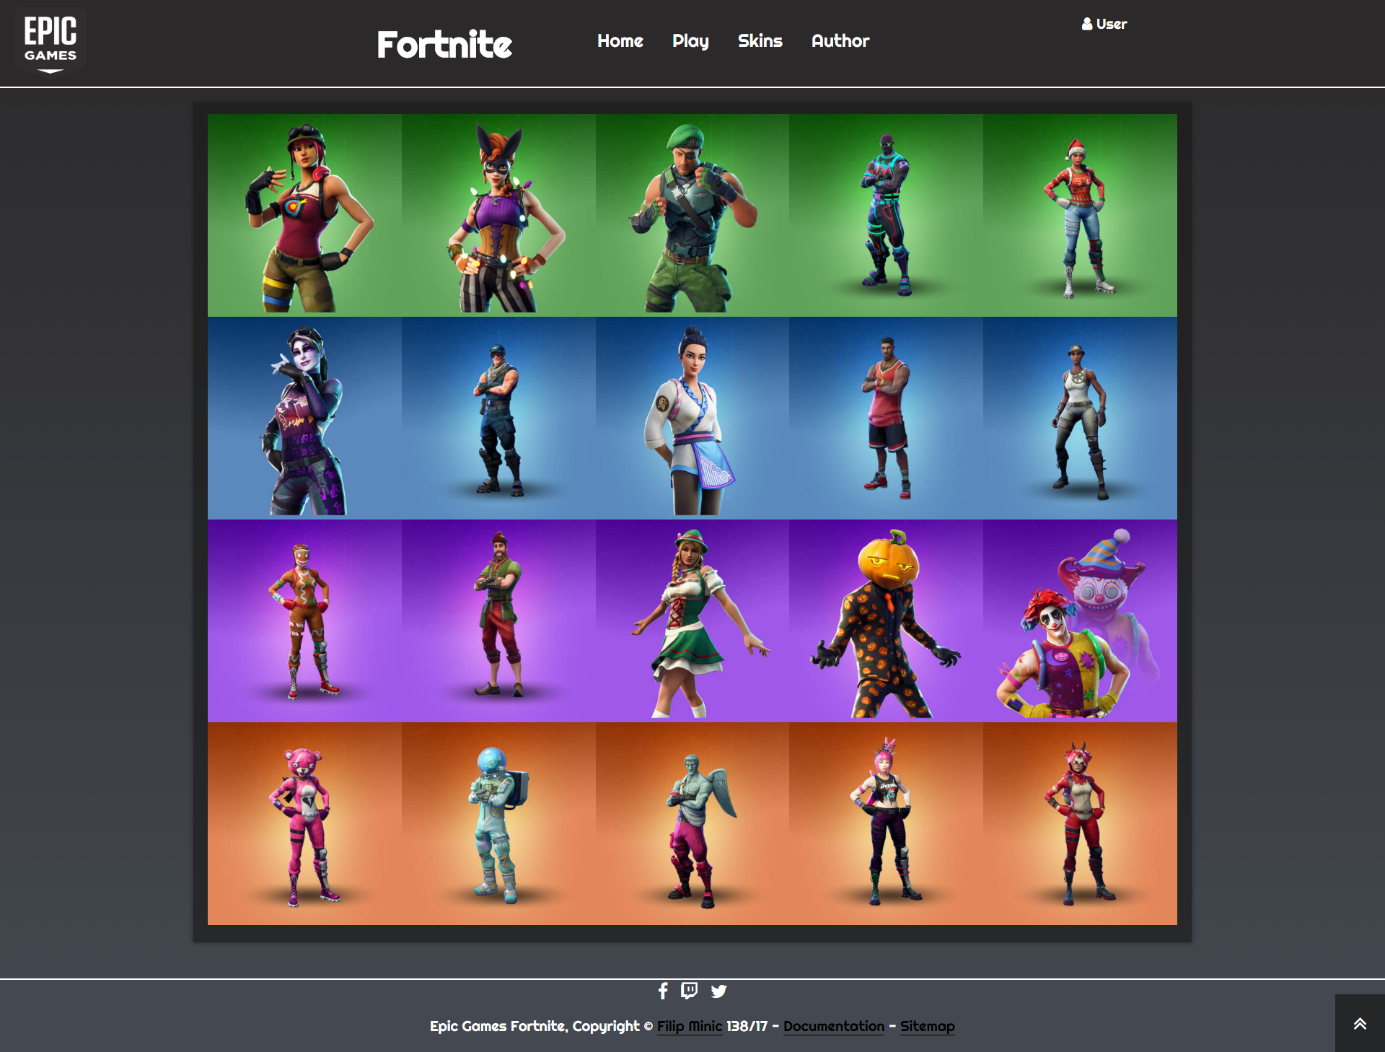 EPIC
GAMES
Fortnite
Home Play Skins Author
User
Epic Games Fortnite, Copyright © Filip Minic 138/17 - Documentation - Sitemap